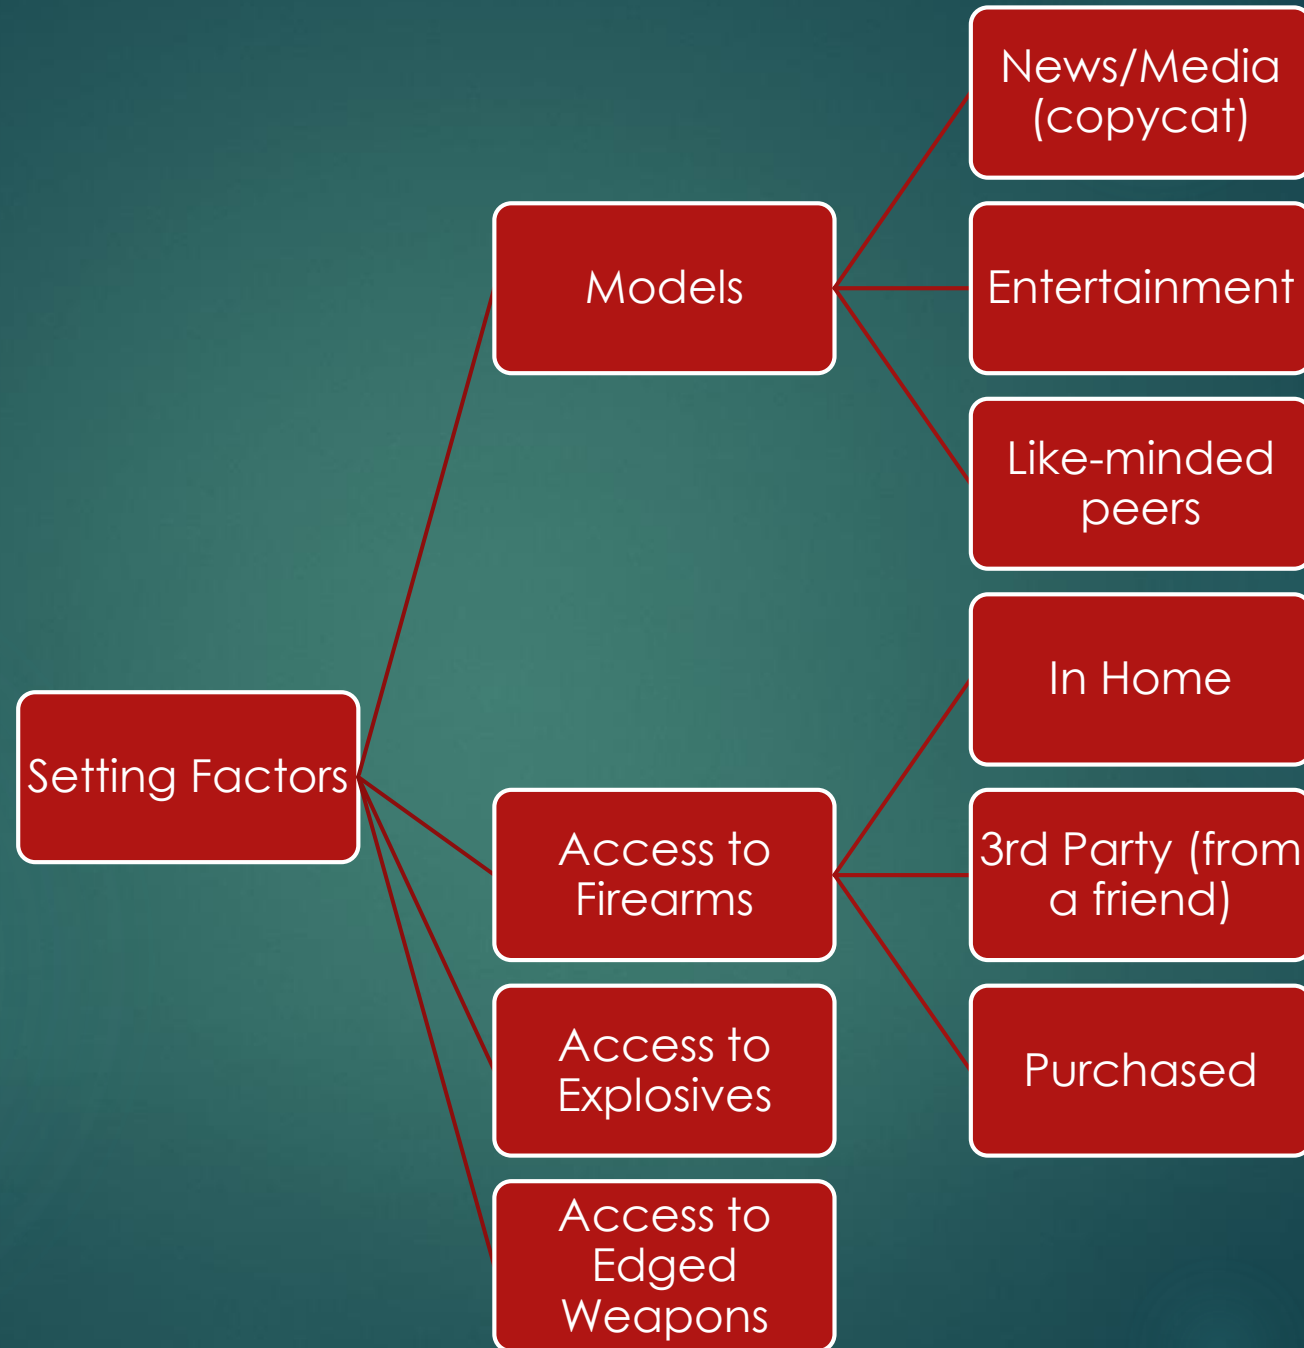 Setting Factors
Models
News/Media
(copycat)
Entertainment
Like-minded
peers
Access to
Firearms
In Home
3rd Party (from
a friend)
Purchased
Access to
Explosives
Access to
Edged
Weapons